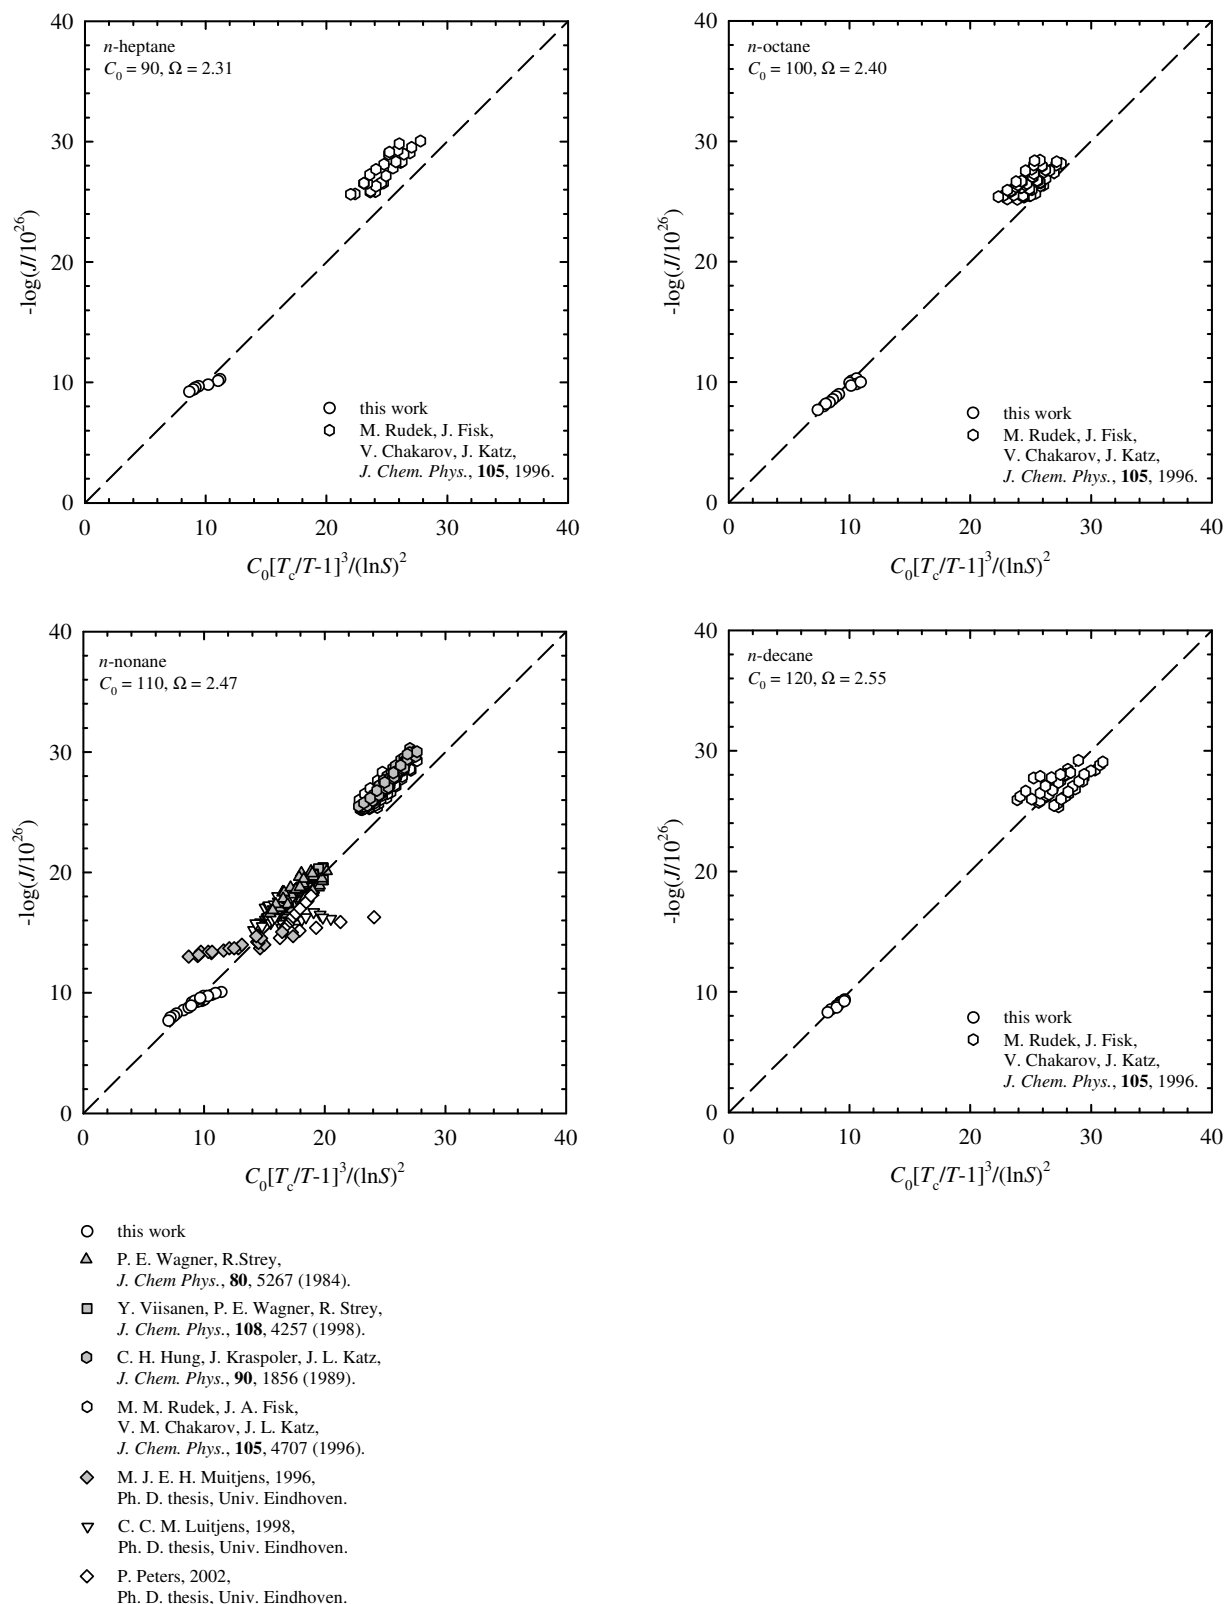 n-heptane
C0 = 90, Ω = 2.31
40
30
20
10
0
-log(J/10^26)
this work
M. Rudek, J. Fisk,
V. Chakarov, J. Katz,
J. Chem. Phys., 105, 1996.
0 10 20 30 40
C0[Tc/T-1]^3/(lnS)^2
n-octane
C0 = 100, Ω = 2.40
40
30
20
10
0
-log(J/10^26)
this work
M. Rudek, J. Fisk,
V. Chakarov, J. Katz,
J. Chem. Phys., 105, 1996.
0 10 20 30 40
C0[Tc/T-1]^3/(lnS)^2
n-nonane
C0 = 110, Ω = 2.47
40
30
20
10
0
-log(J/10^26)
0 10 20 30 40
C0[Tc/T-1]^3/(lnS)^2
n-decane
C0 = 120, Ω = 2.55
40
30
20
10
0
-log(J/10^26)
this work
M. Rudek, J. Fisk,
V. Chakarov, J. Katz,
J. Chem. Phys., 105, 1996.
0 10 20 30 40
C0[Tc/T-1]^3/(lnS)^2
this work
P. E. Wagner, R.Strey,
J. Chem Phys., 80, 5267 (1984).
Y. Viisanen, P. E. Wagner, R. Strey,
J. Chem. Phys., 108, 4257 (1998).
C. H. Hung, J. Kraspoler, J. L. Katz,
J. Chem. Phys., 90, 1856 (1989).
M. M. Rudek, J. A. Fisk,
V. M. Chakarov, J. L. Katz,
J. Chem. Phys., 105, 4707 (1996).
M. J. E. H. Muitjens, 1996,
Ph. D. thesis, Univ. Eindhoven.
C. C. M. Luitjens, 1998,
Ph. D. thesis, Univ. Eindhoven.
P. Peters, 2002,
Ph. D. thesis, Univ. Eindhoven.